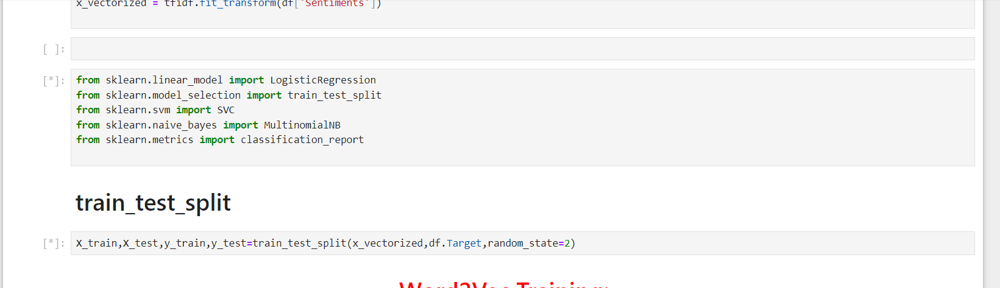 x_vectorized = tfidf.fit_transform(df['Sentiments'])
[ ]:
[*]:
from sklearn.linear_model import LogisticRegression
from sklearn.model_selection import train_test_split
from sklearn.svm import SVC
from sklearn.naive_bayes import MultinomialNB
from sklearn.metrics import classification_report
train_test_split
[*]:
X_train,X_test,y_train,y_test=train_test_split(x_vectorized,df.Target,random_state=2)
Word2Vec Training: